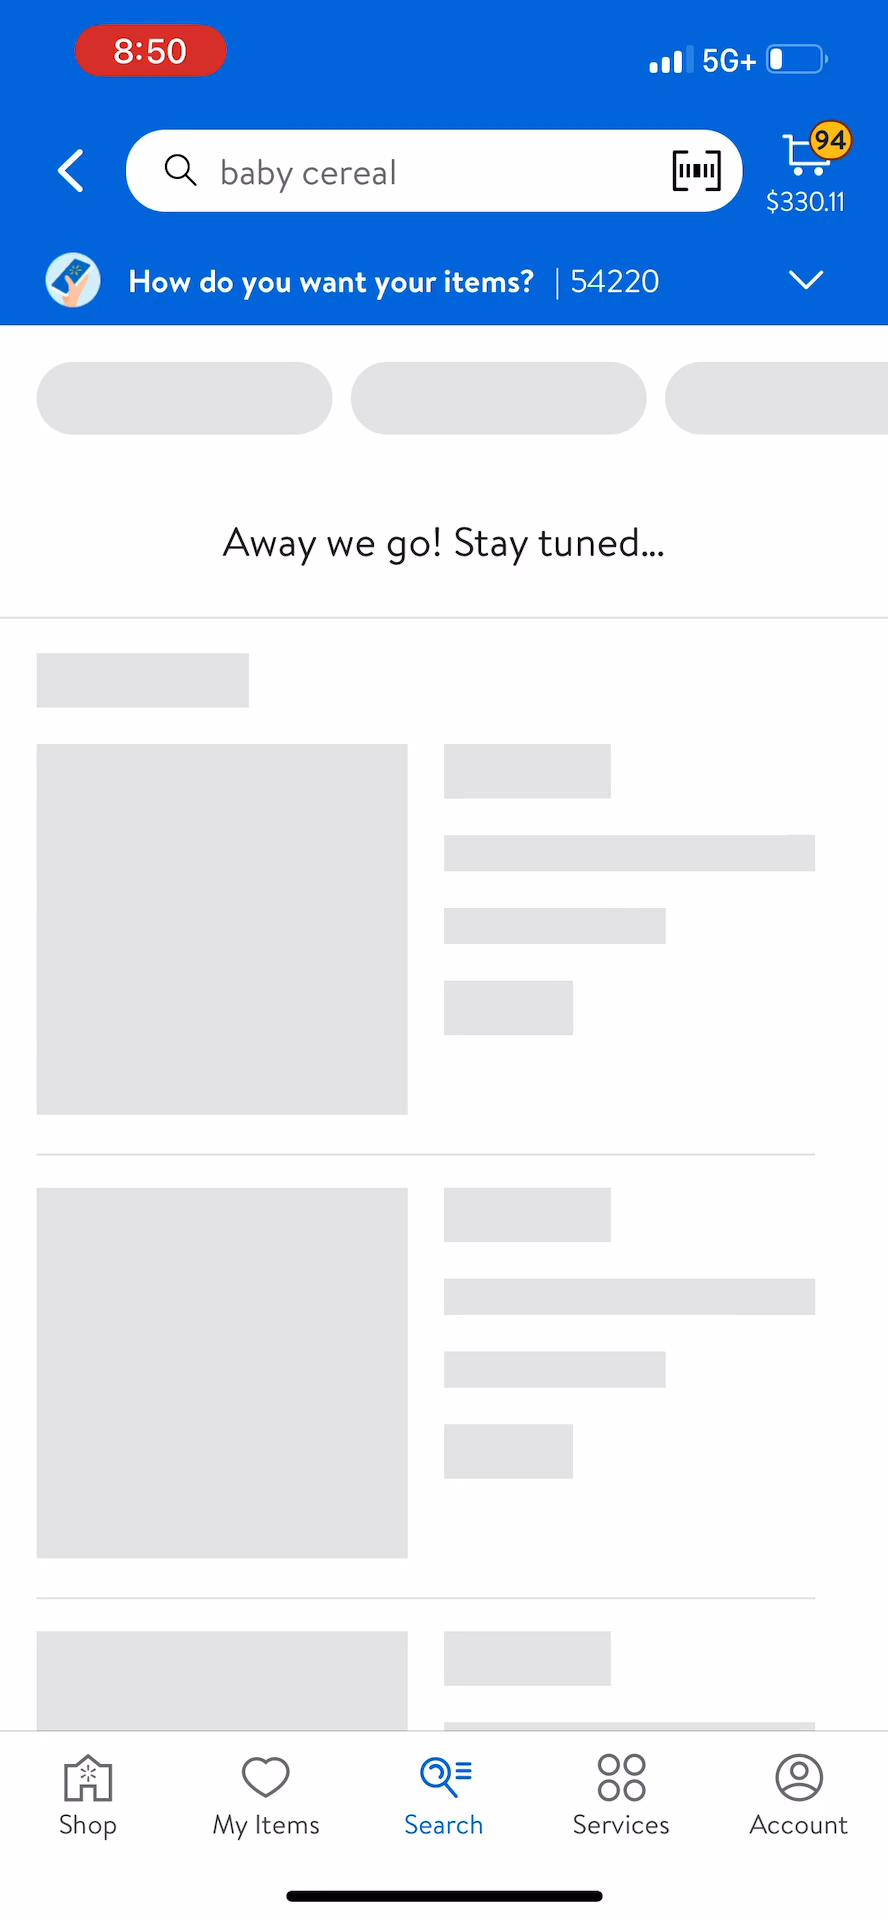 8:50
5G+
baby cereal
94
$330.11
How do you want your items? | 54220
Away we go! Stay tuned...
Shop
My Items
Search
Services
Account